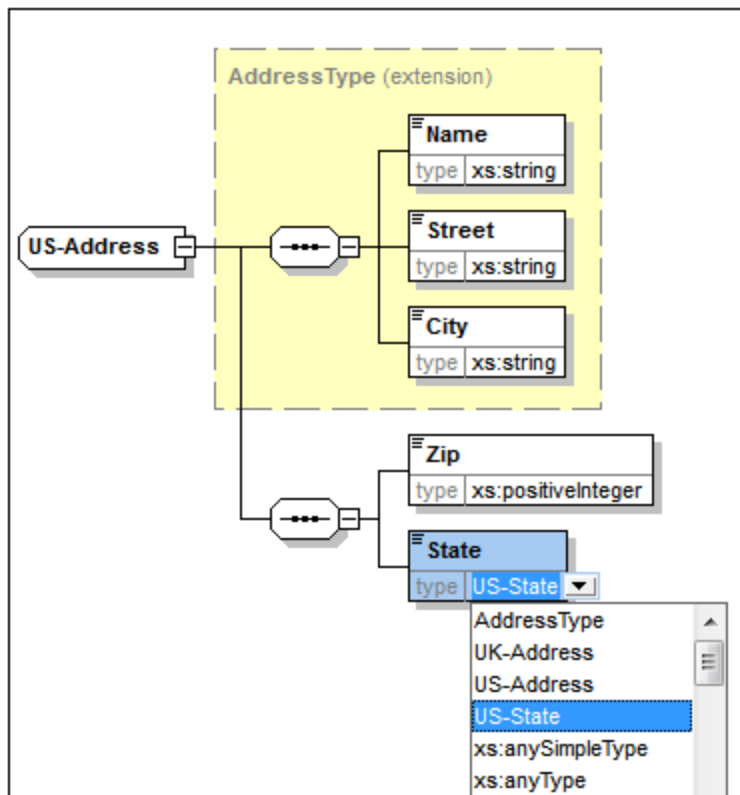 AddressType (extension)
Name
type xs:string
US-Address
Street
type xs:string
City
type xs:string
Zip
type xs:positiveInteger
State
type US-State
AddressType
UK-Address
US-Address
US-State
xs:anySimpleType
xs:anyType